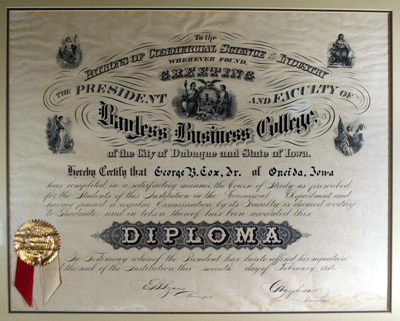 To the
PATRONS OF COMMERCIAL SCIENCE and INDUSTRY
WHEREVER FOUND,
GREETING
THE PRESIDENT AND FACULTY OF
Bayless Business College,
of the City of Dubuque and State of Iowa.
Hereby Certify that George B. Cox, Jr. of Oneida, Iowa
has completed in a satisfactory manner the Course of Study as prescribed
for the Students of this Institution in the Commercial Department and
having passed a required Examination by its Faculty is deemed worthy
to Graduate and in token thereof has been awarded this
DIPLOMA
In Testimony whereof the President has hereto affixed his signature
and the seal of the Institution this seventh day of February,